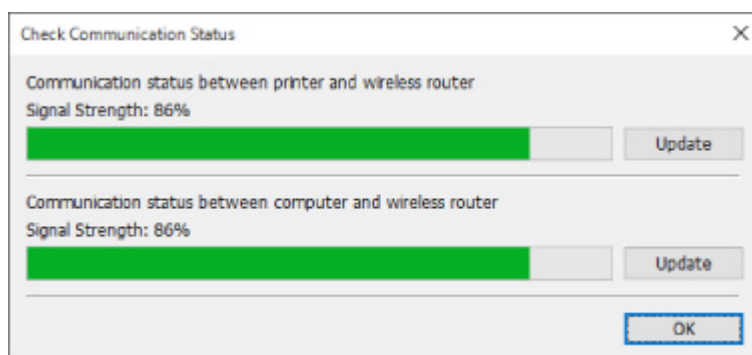 Check Communication Status
Communication status between printer and wireless router
Signal Strength: 86%
Update
Communication status between computer and wireless router
Signal Strength: 86%
Update
OK